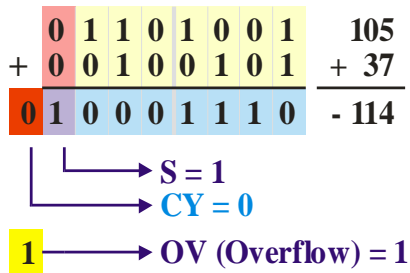 0 1 1 0 1 0 0 1 105
+ 0 0 1 0 0 1 0 1 + 37
0 1 0 0 0 1 1 1 0 - 114
S = 1
CY = 0
1 OV (Overflow) = 1